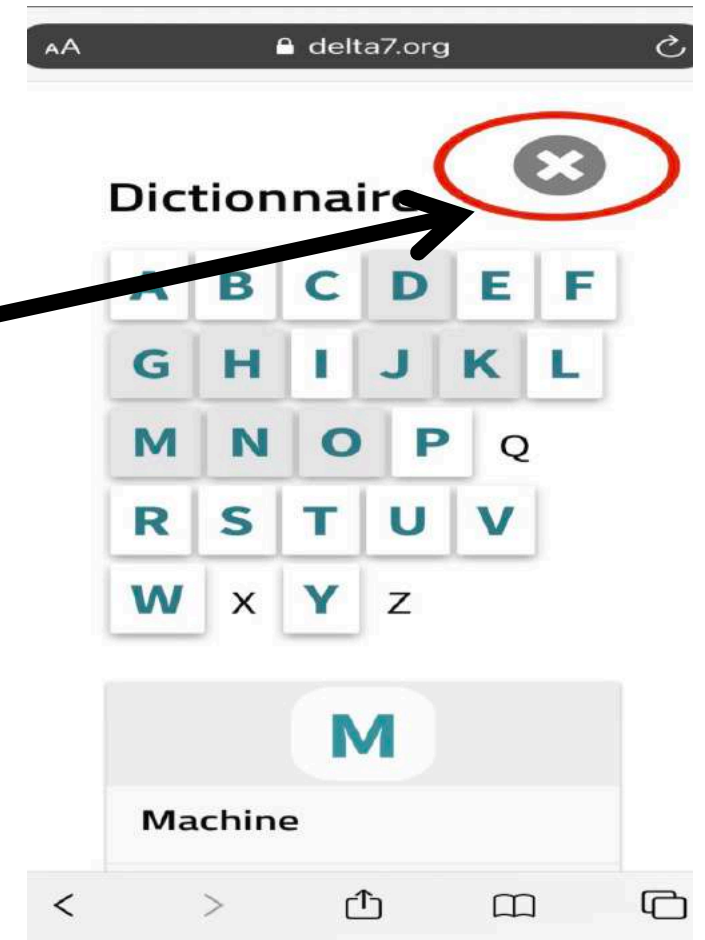 AA delta7.org
Dictionnaire
A B C D E F
G H I J K L
M N O P Q
R S T U V
W X Y Z
M
Machine